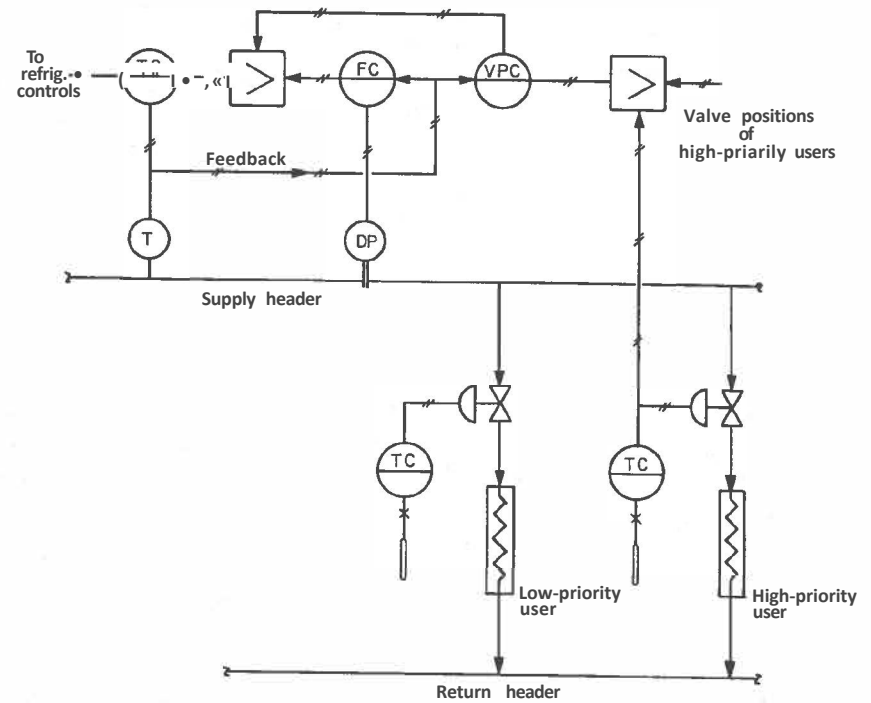 To
refrig.
controls
FC
VPC
>
>
Valve positions
of
high-priarily users
Feedback
T
DP
Supply header
TC
TC
Low-priority
user
High-priority
user
Return header